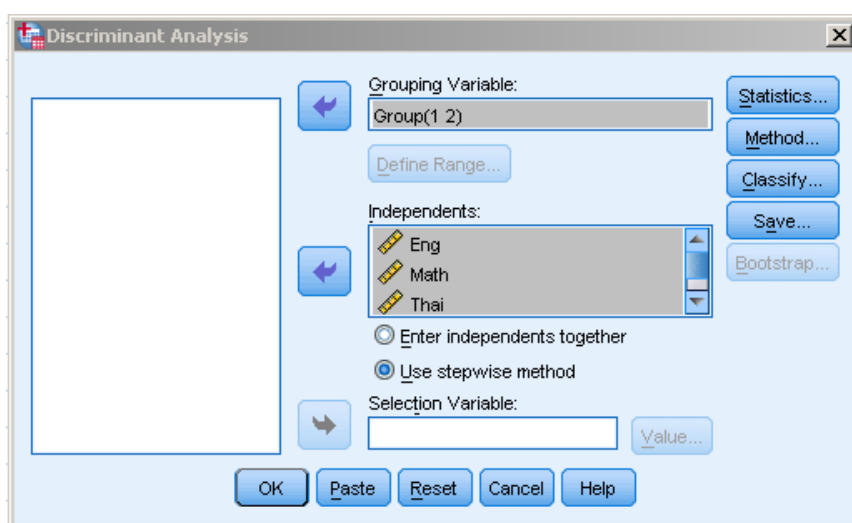 Discriminant Analysis
Grouping Variable:
Group(1 2)
Define Range...
Independents:
Eng
Math
Thai
Enter independents together
Use stepwise method
Selection Variable:
Value...
Statistics...
Method...
Classify...
Save...
Bootstrap...
OK Paste Reset Cancel Help